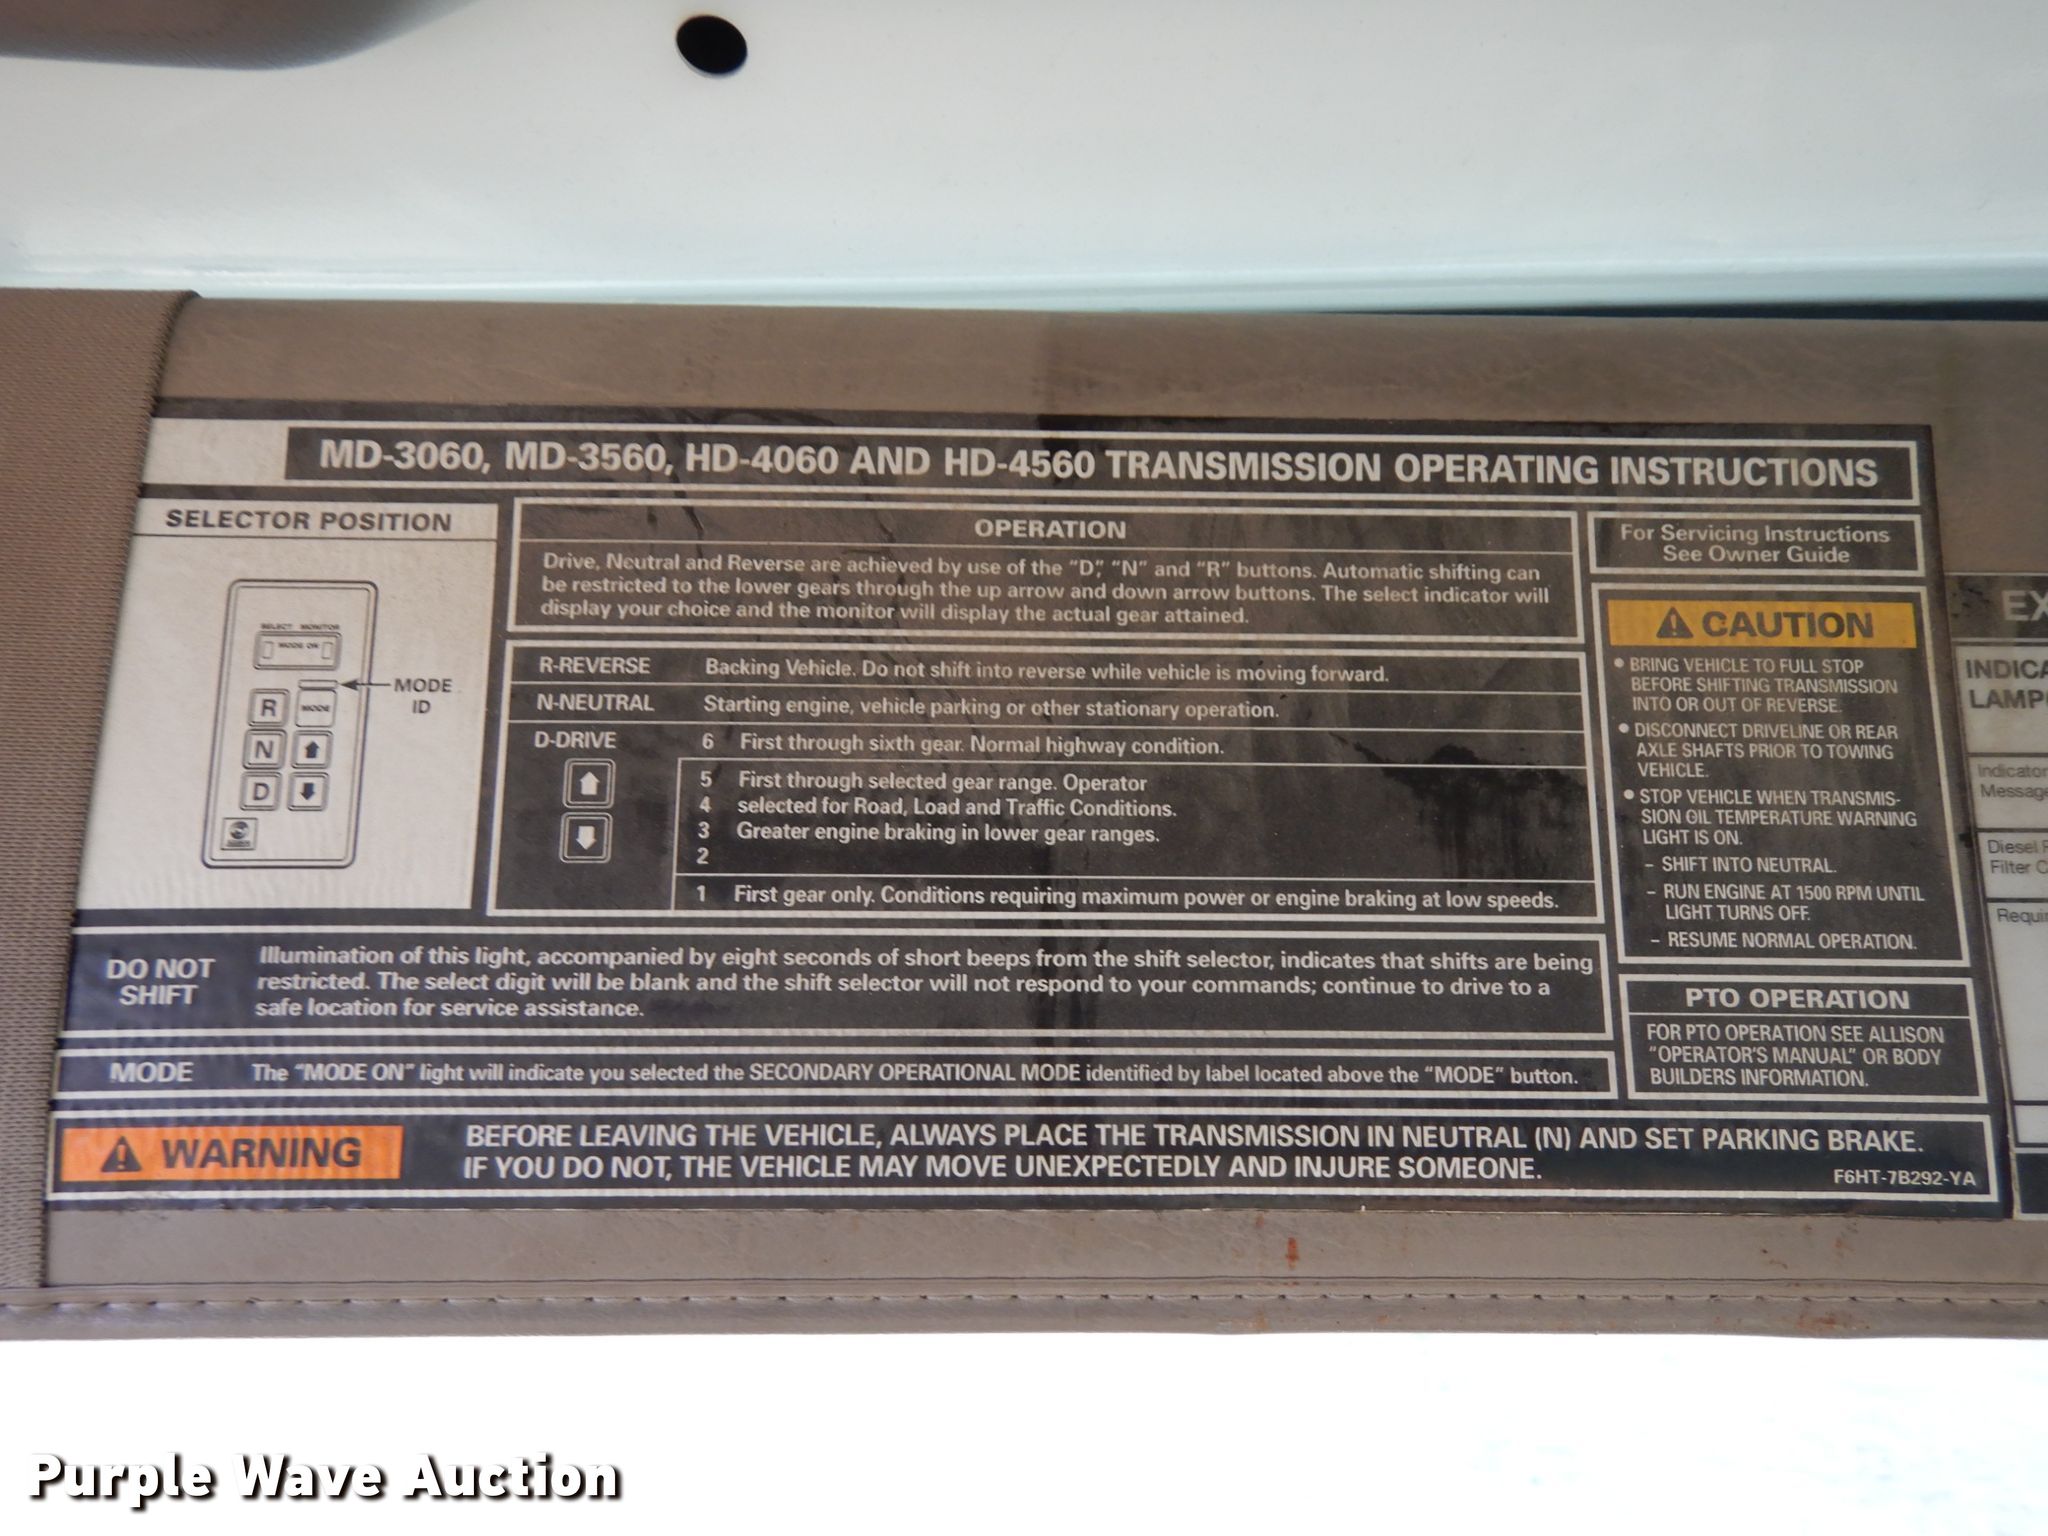 MD-3060, MD-3560, HD-4060 AND HD-4560 TRANSMISSION OPERATING INSTRUCTIONS
SELECTOR POSITION
SELECT MONITOR
MODE ON
MODE
ID
R
MODE
N
D
OPERATION
Drive, Neutral and Reverse are achieved by use of the "D", "N" and "R" buttons. Automatic shifting can
be restricted to the lower gears through the up arrow and down arrow buttons. The select indicator will
display your choice and the monitor will display the actual gear attained.
R-REVERSE Backing Vehicle. Do not shift into reverse while vehicle is moving forward.
N-NEUTRAL Starting engine, vehicle parking or other stationary operation.
D-DRIVE 6 First through sixth gear. Normal highway condition.
5 First through selected gear range. Operator
4 selected for Road, Load and Traffic Conditions.
3 Greater engine braking in lower gear ranges.
2
1 First gear only. Conditions requiring maximum power or engine braking at low speeds.
For Servicing Instructions
See Owner Guide
CAUTION
• BRING VEHICLE TO FULL STOP
BEFORE SHIFTING TRANSMISSION
INTO OR OUT OF REVERSE.
• DISCONNECT DRIVELINE OR REAR
AXLE SHAFTS PRIOR TO TOWING
VEHICLE.
• STOP VEHICLE WHEN TRANSMIS-
SION OIL TEMPERATURE WARNING
LIGHT IS ON.
- SHIFT INTO NEUTRAL.
- RUN ENGINE AT 1500 RPM UNTIL
LIGHT TURNS OFF.
- RESUME NORMAL OPERATION.
PTO OPERATION
FOR PTO OPERATION SEE ALLISON
"OPERATOR'S MANUAL" OR BODY
BUILDERS INFORMATION.
DO NOT
SHIFT
Illumination of this light, accompanied by eight seconds of short beeps from the shift selector, indicates that shifts are being
restricted. The select digit will be blank and the shift selector will not respond to your commands; continue to drive to a
safe location for service assistance.
MODE The "MODE ON" light will indicate you selected the SECONDARY OPERATIONAL MODE identified by label located above the "MODE" button.
WARNING
BEFORE LEAVING THE VEHICLE, ALWAYS PLACE THE TRANSMISSION IN NEUTRAL (N) AND SET PARKING BRAKE.
IF YOU DO NOT, THE VEHICLE MAY MOVE UNEXPECTEDLY AND INJURE SOMEONE.
F6HT-7B292-YA
EX
INDICA
LAMP
Indicator
Message
Diesel F
Filter C
Requi
Purple Wave Auction